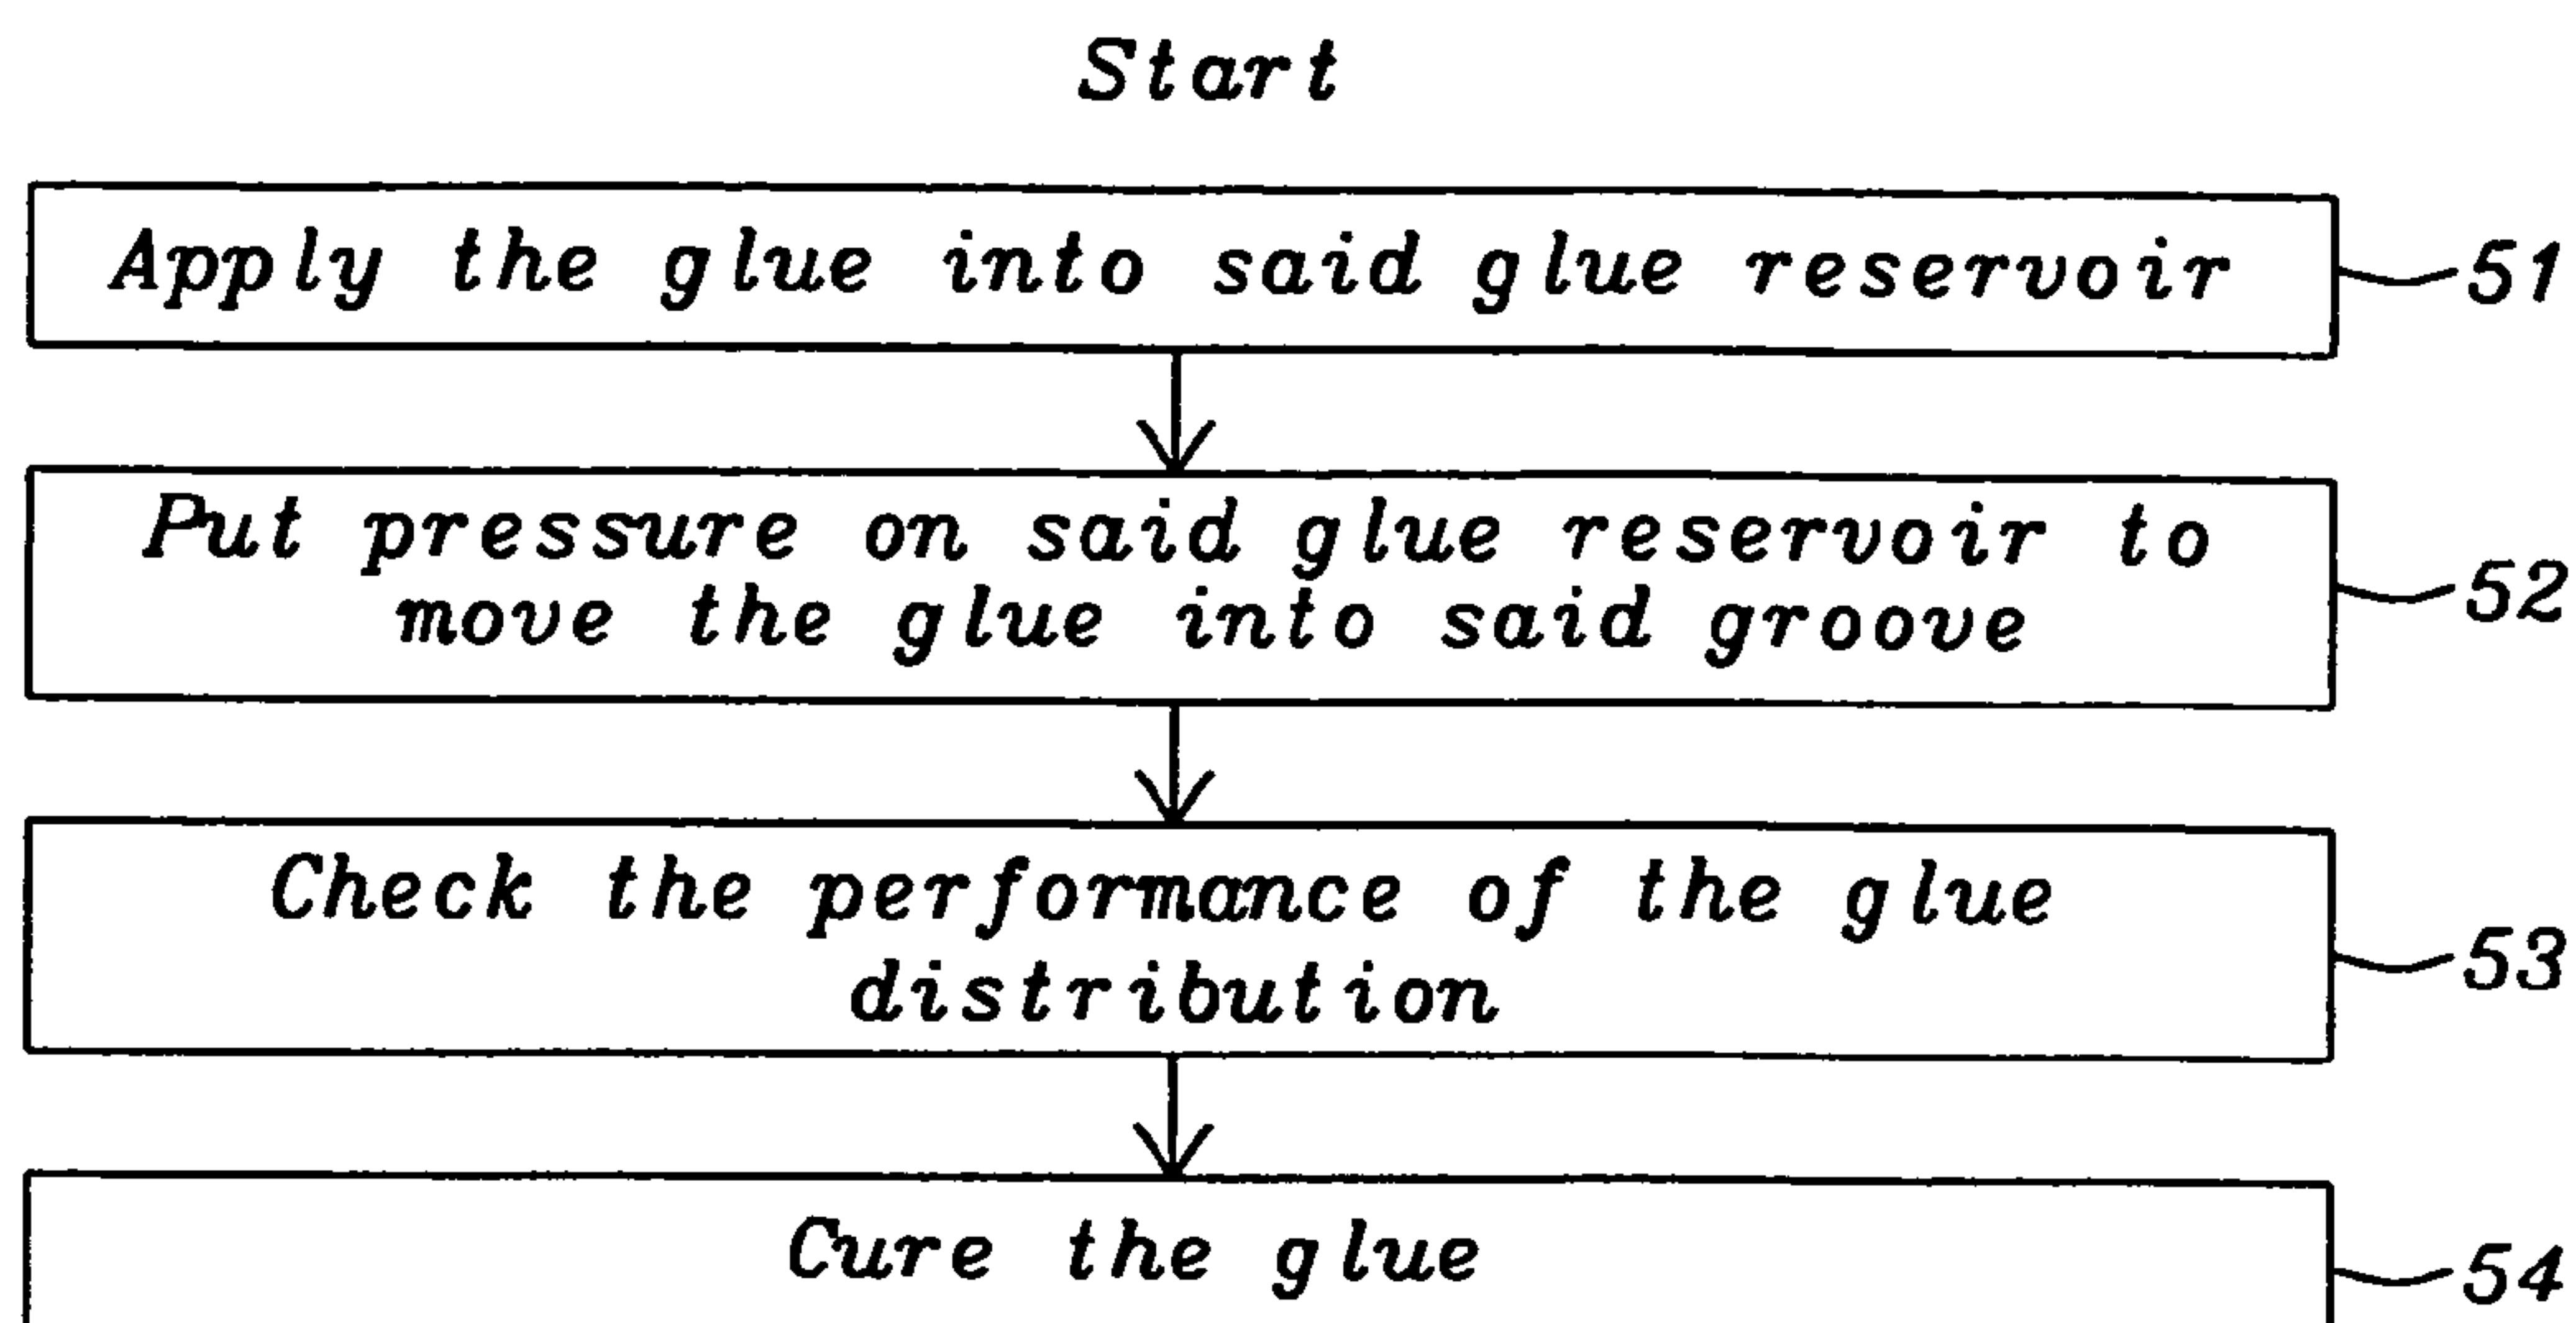 Start
Apply the glue into said glue reservoir
51
Put pressure on said glue reservoir to
move the glue into said groove
52
Check the performance of the glue
distribution
53
Cure the glue
54